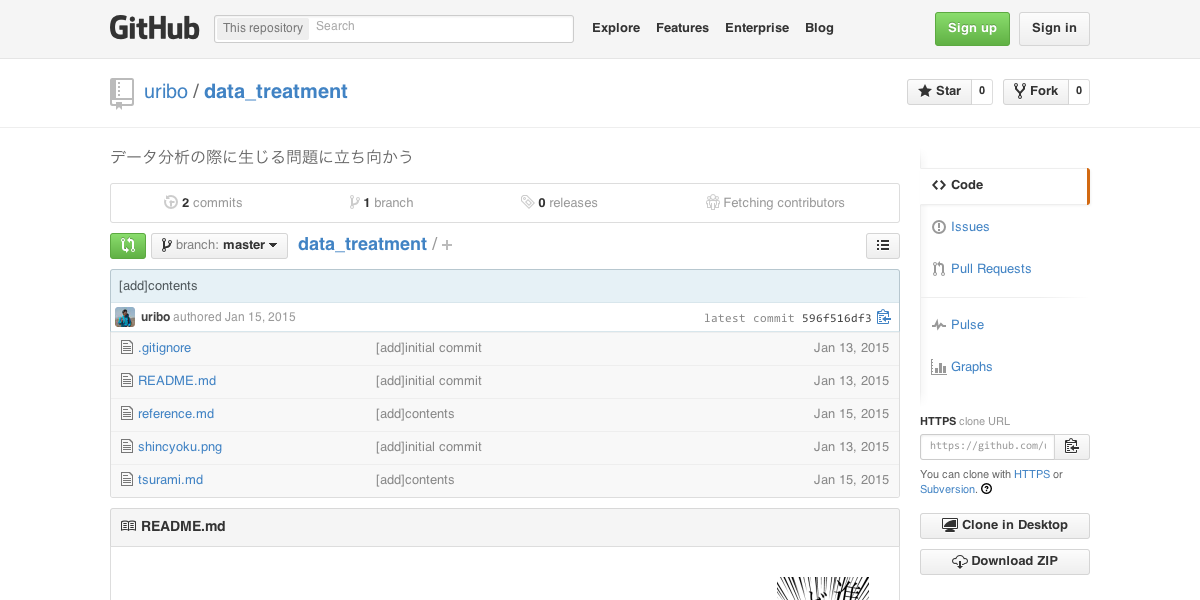 GitHub This repository Search Explore Features Enterprise Blog Sign up Sign in
uribo / data_treatment Star 0 Fork 0
データ分析の際に生じる問題に立ち向かう
2 commits 1 branch 0 releases Fetching contributors
branch: master data_treatment / +
[add]contents
uribo authored Jan 15, 2015 latest commit 596f516df3
.gitignore [add]initial commit Jan 13, 2015
README.md [add]initial commit Jan 13, 2015
reference.md [add]contents Jan 15, 2015
shincyoku.png [add]initial commit Jan 13, 2015
tsurami.md [add]contents Jan 15, 2015
README.md
Code
Issues
Pull Requests
Pulse
Graphs
HTTPS clone URL
https://github.com/
You can clone with HTTPS or
Subversion.
Clone in Desktop
Download ZIP